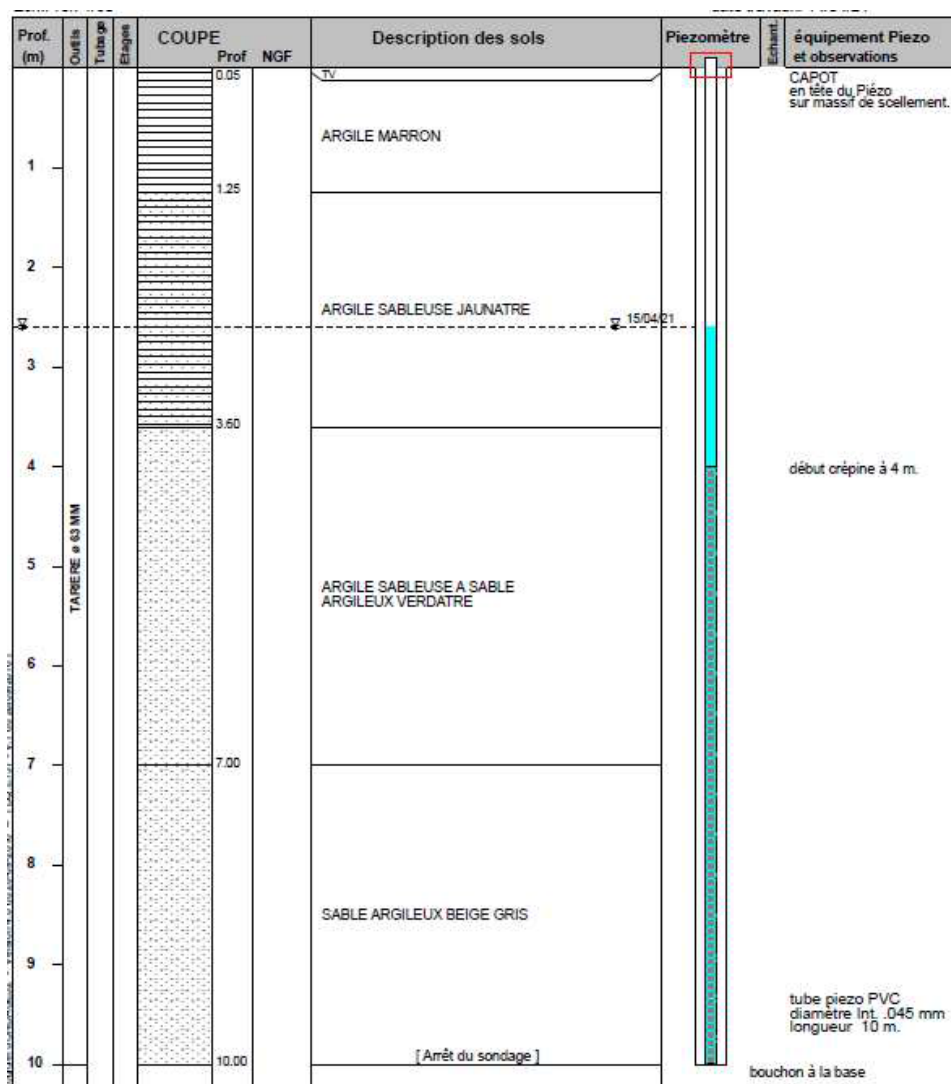 Prof.
(m)
Outils
Tubage
Etages
COUPE
Prof NGF
Description des sols
Piezomètre
Echant.
équipement Piezo
et observations
0.05
TV
CAPOT
en tête du Piézo
sur massif de scellement.
ARGILE MARRON
1
1.25
2
ARGILE SABLEUSE JAUNATRE
15/04/21
3
3.60
4
début crépine à 4 m.
TARIERE ø 63 MM
5
ARGILE SABLEUSE A SABLE
ARGILEUX VERDATRE
6
7
7.00
8
SABLE ARGILEUX BEIGE GRIS
9
tube piezo PVC
diamètre Int. .045 mm
longueur 10 m.
10
10.00
[ Arrêt du sondage ]
bouchon à la base